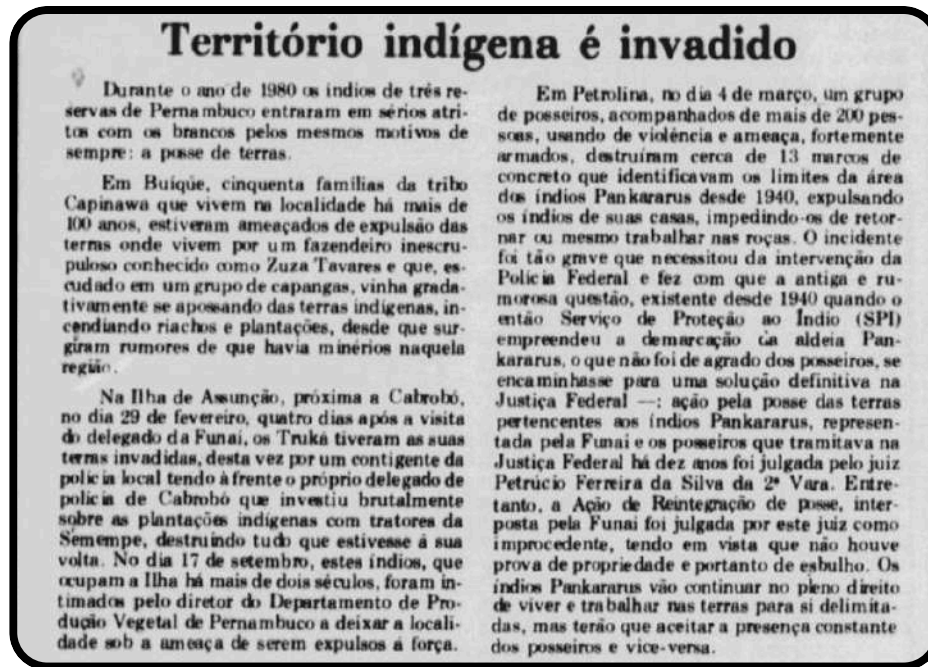 Território indígena é invadido
Durante o ano de 1980 os índios de três re-
servas de Pernambuco entraram em sérios atri-
tos com os brancos pelos mesmos motivos de
sempre: a posse de terras.
Em Buíque, cinquenta famílias da tribo
Capinawa que vivem na localidade há mais de
100 anos, estiveram ameaçados de expulsão das
terras onde vivem por um fazendeiro inescru-
puloso conhecido como Zuza Tavares e que, es-
cudado em um grupo de capangas, vinha grada-
tivamente se apossando das terras indígenas, in-
cendiando riachos e plantações, desde que sur-
giram rumores de que havia minérios naquela
região.
Na Ilha de Assunção, próxima a Cabrobó,
no dia 29 de fevereiro, quatro dias após a visita
do delegado da Funai, os Truká tiveram as suas
terras invadidas, desta vez por um contigente da
polícia local tendo à frente o próprio delegado de
polícia de Cabrobó que investiu brutalmente
sobre as plantações indígenas com tratores da
Semempe, destruindo tudo que estivesse à sua
volta. No dia 17 de setembro, estes índios, que
ocupam a Ilha há mais de dois séculos, foram in-
timados pelo diretor do Departamento de Pro-
dução Vegetal de Pernambuco a deixar a locali-
dade sob a ameaça de serem expulsos à força.
Em Petrolina, no dia 4 de março, um grupo
de posseiros, acompanhados de mais de 200 pes-
soas, usando de violência e ameaça, fortemente
armados, destruíram cerca de 13 marcos de
concreto que identificavam os limites da área
dos índios Pankararus desde 1940, expulsando
os índios de suas casas, impedindo-os de retor-
nar ou mesmo trabalhar nas roças. O incidente
foi tão grave que necessitou da intervenção da
Polícia Federal e fez com que a antiga e ru-
morosa questão, existente desde 1940 quando o
então Serviço de Proteção ao Índio (SPI)
empreendeu a demarcação da aldeia Pan-
kararus, o que não foi de agrado dos posseiros, se
encaminhasse para uma solução definitiva na
Justiça Federal —: ação pela posse das terras
pertencentes aos índios Pankararus, represen-
tada pela Funai e os posseiros que tramitava na
Justiça Federal há dez anos foi julgada pelo juiz
Petrúcio Ferreira da Silva da 2ª Vara. Entre-
tanto, a Ação de Reintegração de posse, inter-
posta pela Funai foi julgada por este juiz como
improcedente, tendo em vista que não houve
prova de propriedade e portanto de esbulho. Os
índios Pankararus vão continuar no pleno direito
de viver e trabalhar nas terras para si delimita-
das, mas terão que aceitar a presença constante
dos posseiros e vice-versa.